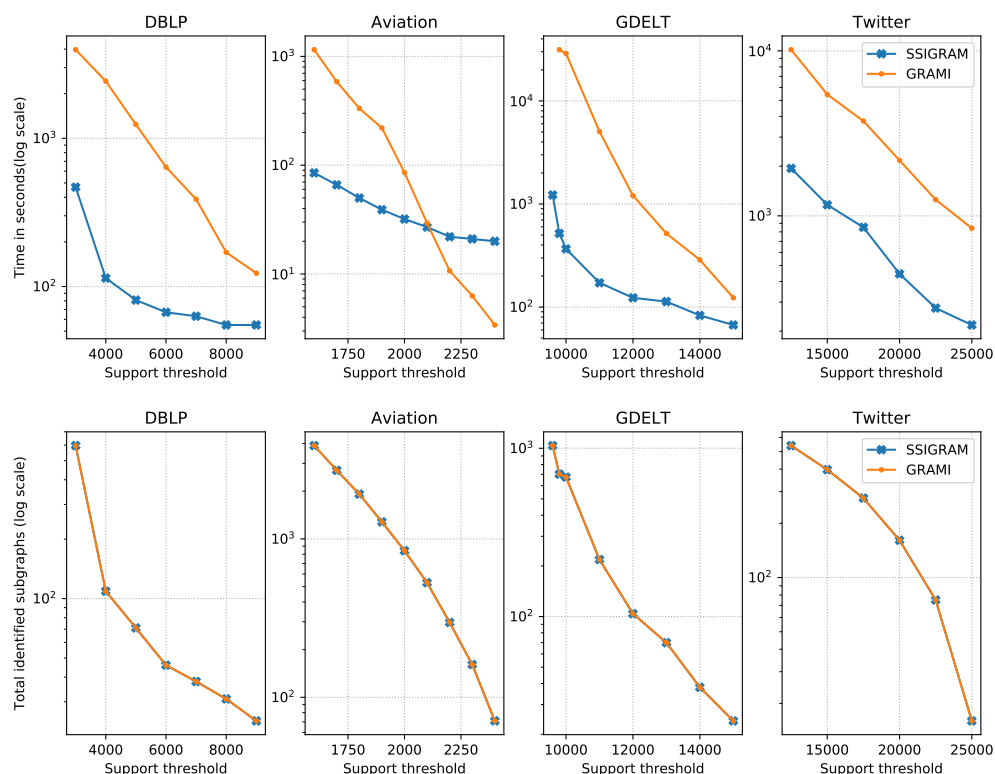 DBLP
Aviation
GDELT
Twitter
Time in seconds(log scale)
10^3
10^2
4000 6000 8000
Support threshold
10^3
10^2
10^1
1750 2000 2250
Support threshold
10^4
10^3
10^2
10000 12000 14000
Support threshold
SSIGRAM
GRAMI
10^4
10^3
15000 20000 25000
Support threshold
DBLP
Aviation
GDELT
Twitter
Total identified subgraphs (log scale)
10^2
4000 6000 8000
Support threshold
10^3
10^2
1750 2000 2250
Support threshold
10^3
10^2
10000 12000 14000
Support threshold
SSIGRAM
GRAMI
10^2
15000 20000 25000
Support threshold